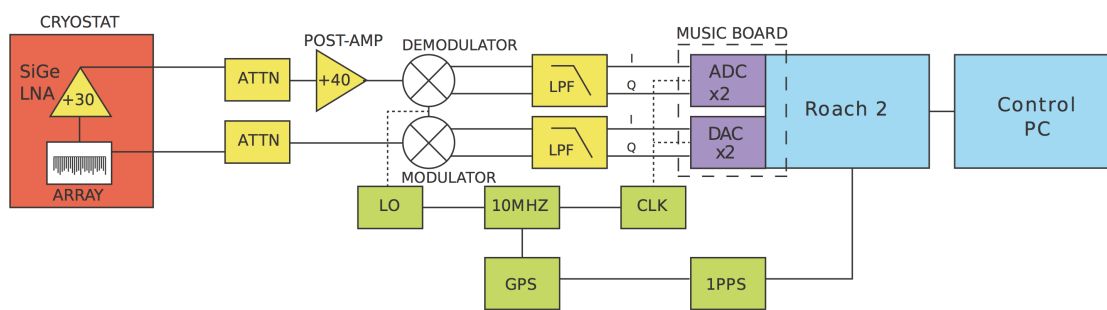 CRYOSTAT
SiGe
LNA
+30
ARRAY
ATTN
ATTN
POST-AMP
+40
DEMODULATOR
MODULATOR
LPF
LPF
I
Q
I
Q
MUSIC BOARD
ADC
x2
DAC
x2
Roach 2
Control
PC
LO
10MHZ
CLK
GPS
1PPS